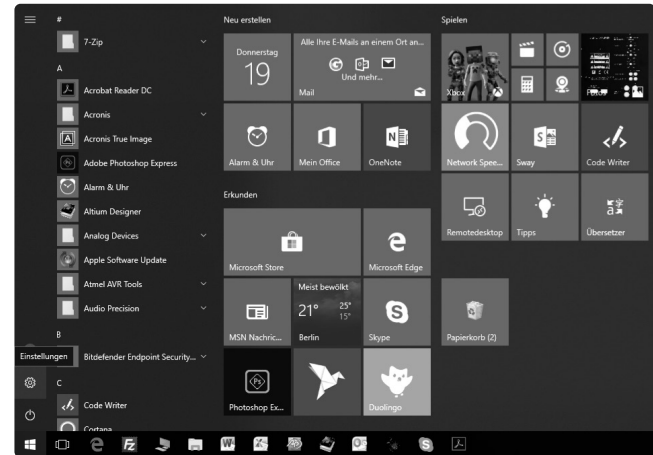 #
7-Zip
A
Acrobat Reader DC
Acronis
Acronis True Image
Adobe Photoshop Express
Alarm & Uhr
Altium Designer
Analog Devices
Apple Software Update
Atmel AVR Tools
Audio Precision
B
Bitdefender Endpoint Security...
Einstellungen
C
Code Writer
Cortana
Neu erstellen
Donnerstag
19
Alle Ihre E-Mails an einem Ort an...
Und mehr...
Mail
Alarm & Uhr
Mein Office
OneNote
Erkunden
Microsoft Store
Microsoft Edge
MSN Nachric...
Meist bewölkt
21° 25°
15°
Berlin
Skype
Photoshop Ex...
Duolingo
Spielen
Xbox
Network Spee...
Sway
Code Writer
Remotedesktop
Tipps
Übersetzer
Papierkorb (2)